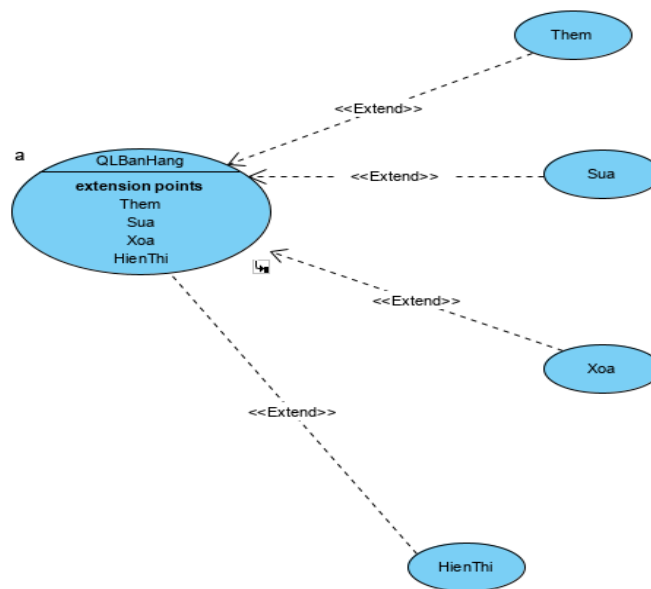 Them
<<Extend>>
a
QLBanHang
extension points
Them
Sua
Xoa
HienThi
<<Extend>>
Sua
<<Extend>>
Xoa
<<Extend>>
HienThi